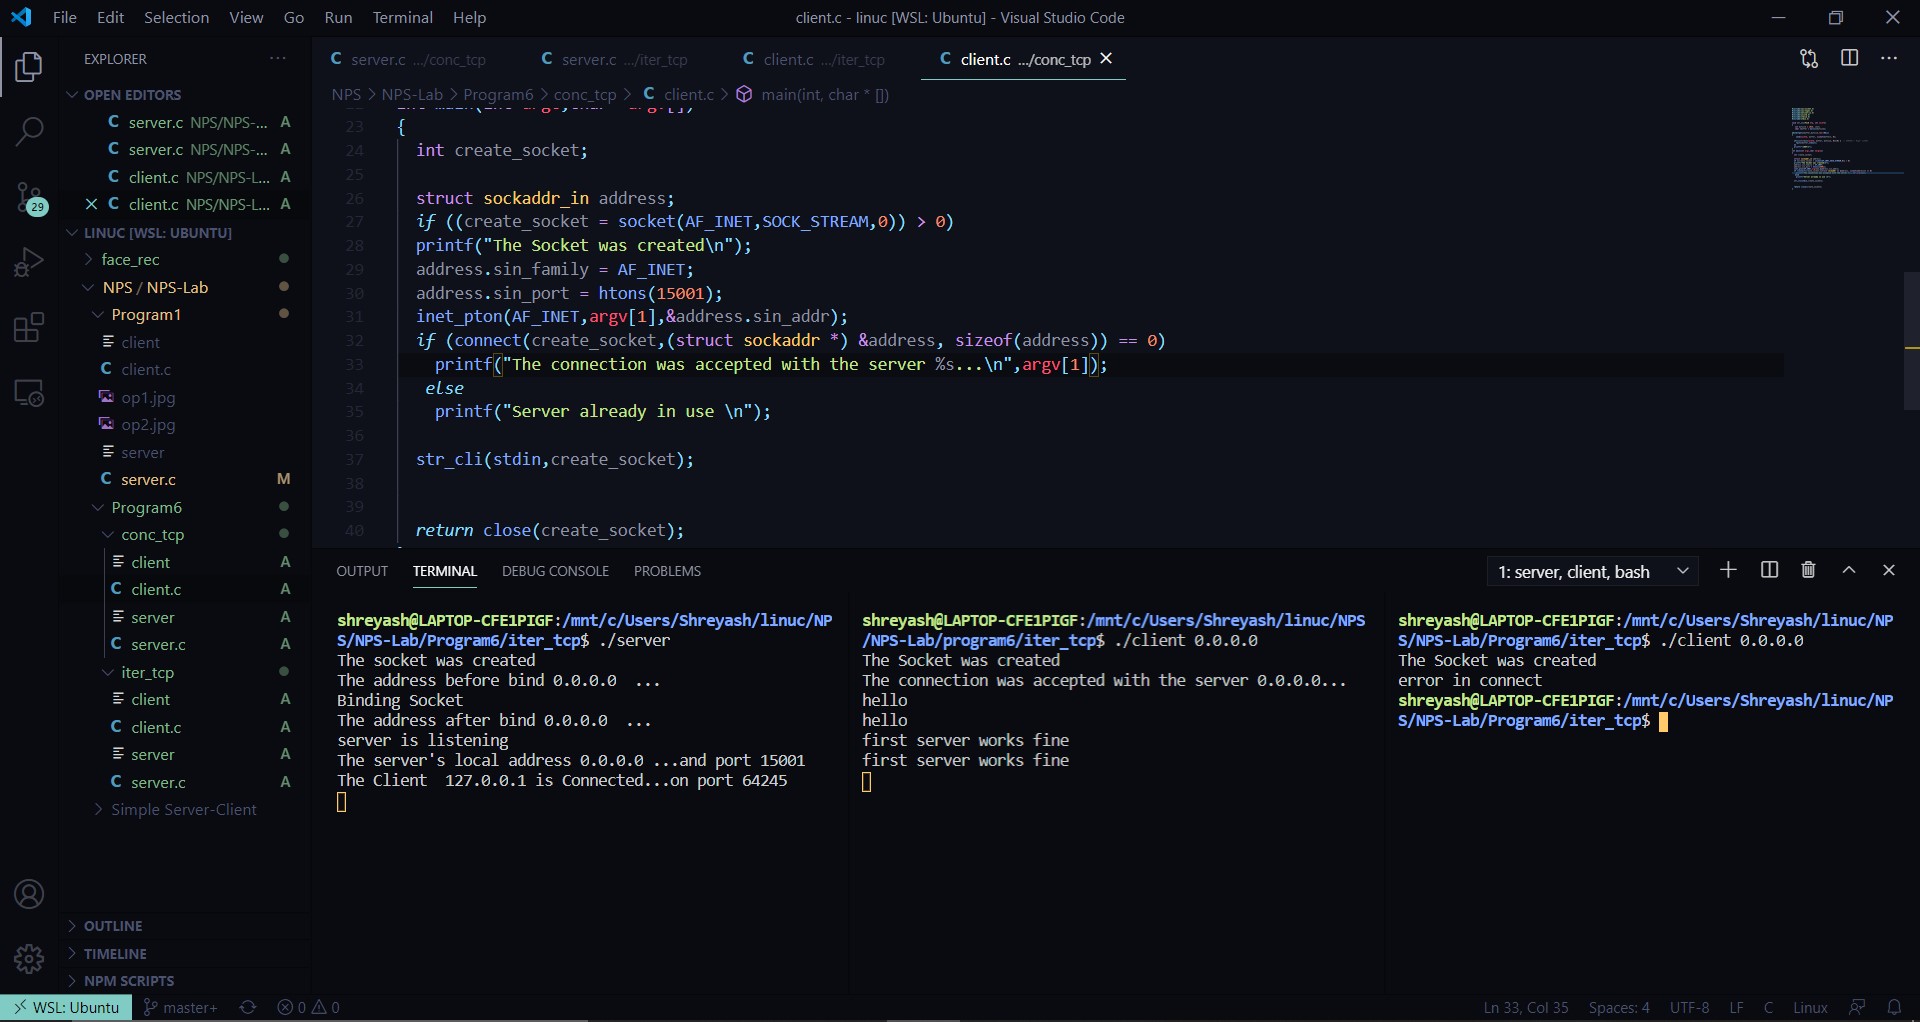 File Edit Selection View Go Run Terminal Help
client.c - linuc [WSL: Ubuntu] - Visual Studio Code
EXPLORER ...
OPEN EDITORS
server.c NPS/NPS-... A
server.c NPS/NPS-... A
client.c NPS/NPS-L... A
client.c NPS/NPS-L... A
29
LINUC [WSL: UBUNTU]
face_rec
NPS / NPS-Lab
Program1
client
client.c
op1.jpg
op2.jpg
server
server.c M
Program6
conc_tcp
client A
client.c A
server A
server.c A
iter_tcp
client A
client.c A
server A
server.c A
Simple Server-Client
OUTLINE
TIMELINE
NPM SCRIPTS
server.c .../conc_tcp
server.c .../iter_tcp
client.c .../iter_tcp
client.c .../conc_tcp
NPS > NPS-Lab > Program6 > conc_tcp > client.c > main(int, char * [])
23 {
24 int create_socket;
25
26 struct sockaddr_in address;
27 if ((create_socket = socket(AF_INET,SOCK_STREAM,0)) > 0)
28 printf("The Socket was created\n");
29 address.sin_family = AF_INET;
30 address.sin_port = htons(15001);
31 inet_pton(AF_INET,argv[1],&address.sin_addr);
32 if (connect(create_socket,(struct sockaddr *) &address, sizeof(address)) == 0)
33 printf("The connection was accepted with the server %s...\n",argv[1]);
34 else
35 printf("Server already in use \n");
36
37 str_cli(stdin,create_socket);
38
39
40 return close(create_socket);
OUTPUT TERMINAL DEBUG CONSOLE PROBLEMS
1: server, client, bash
shreyash@LAPTOP-CFE1PIGF:/mnt/c/Users/Shreyash/linuc/NP
S/NPS-Lab/Program6/iter_tcp$ ./server
The socket was created
The address before bind 0.0.0.0 ...
Binding Socket
The address after bind 0.0.0.0 ...
server is listening
The server's local address 0.0.0.0 ...and port 15001
The Client 127.0.0.1 is Connected...on port 64245
shreyash@LAPTOP-CFE1PIGF:/mnt/c/Users/Shreyash/linuc/NPS
/NPS-Lab/program6/iter_tcp$ ./client 0.0.0.0
The Socket was created
The connection was accepted with the server 0.0.0.0...
hello
hello
first server works fine
first server works fine
shreyash@LAPTOP-CFE1PIGF:/mnt/c/Users/Shreyash/linuc/NP
S/NPS-Lab/Program6/iter_tcp$ ./client 0.0.0.0
The Socket was created
error in connect
shreyash@LAPTOP-CFE1PIGF:/mnt/c/Users/Shreyash/linuc/NP
S/NPS-Lab/Program6/iter_tcp$
WSL: Ubuntu master+ 0 0
Ln 33, Col 35 Spaces: 4 UTF-8 LF C Linux